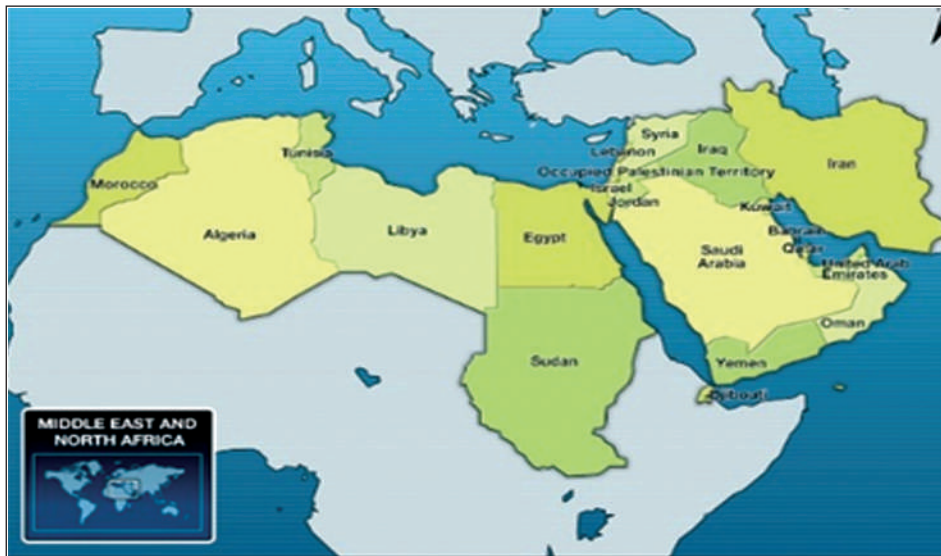 Syria
Tunisia
Lebanon
Iraq
Iran
Occupied Palestinian Territory
Morocco
Israel
Jordan
Kuwait
Algeria
Libya
Egypt
Bahrain
Qatar
Saudi
Arabia
United Arab
Emirates
Oman
Sudan
Yemen
Djibouti
MIDDLE EAST AND
NORTH AFRICA